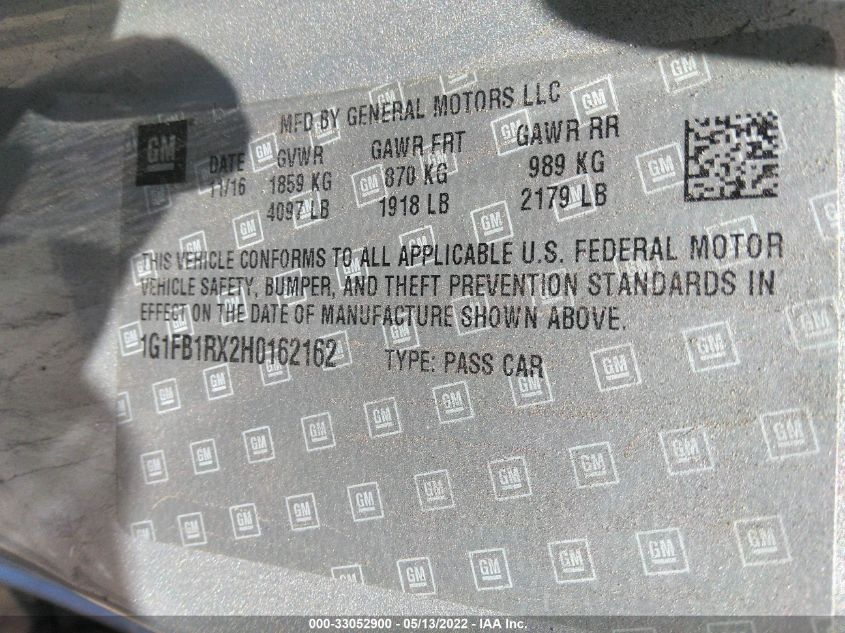 MFD BY GENERAL MOTORS LLC
GM
DATE GVWR GAWR FRT GAWR RR
11/16 1859 KG 870 KG 989 KG
4097 LB 1918 LB 2179 LB
THIS VEHICLE CONFORMS TO ALL APPLICABLE U.S. FEDERAL MOTOR
VEHICLE SAFETY, BUMPER, AND THEFT PREVENTION STANDARDS IN
EFFECT ON THE DATE OF MANUFACTURE SHOWN ABOVE.
1G1FB1RX2H0162162 TYPE: PASS CAR
000-33052900 - 05/13/2022 - IAA Inc.